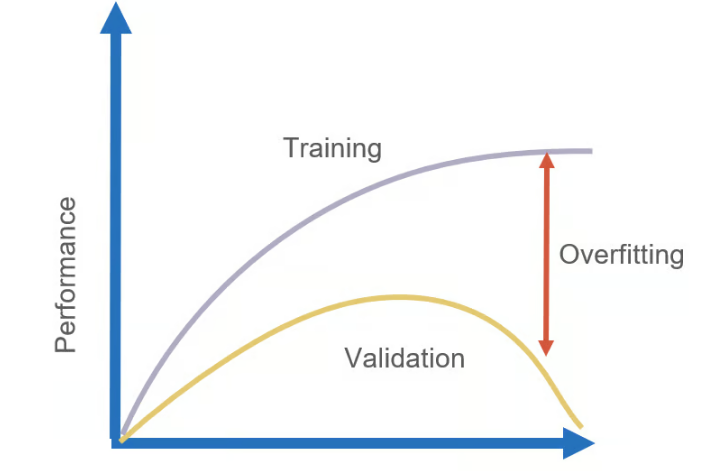 Training
Performance
Overfitting
Validation